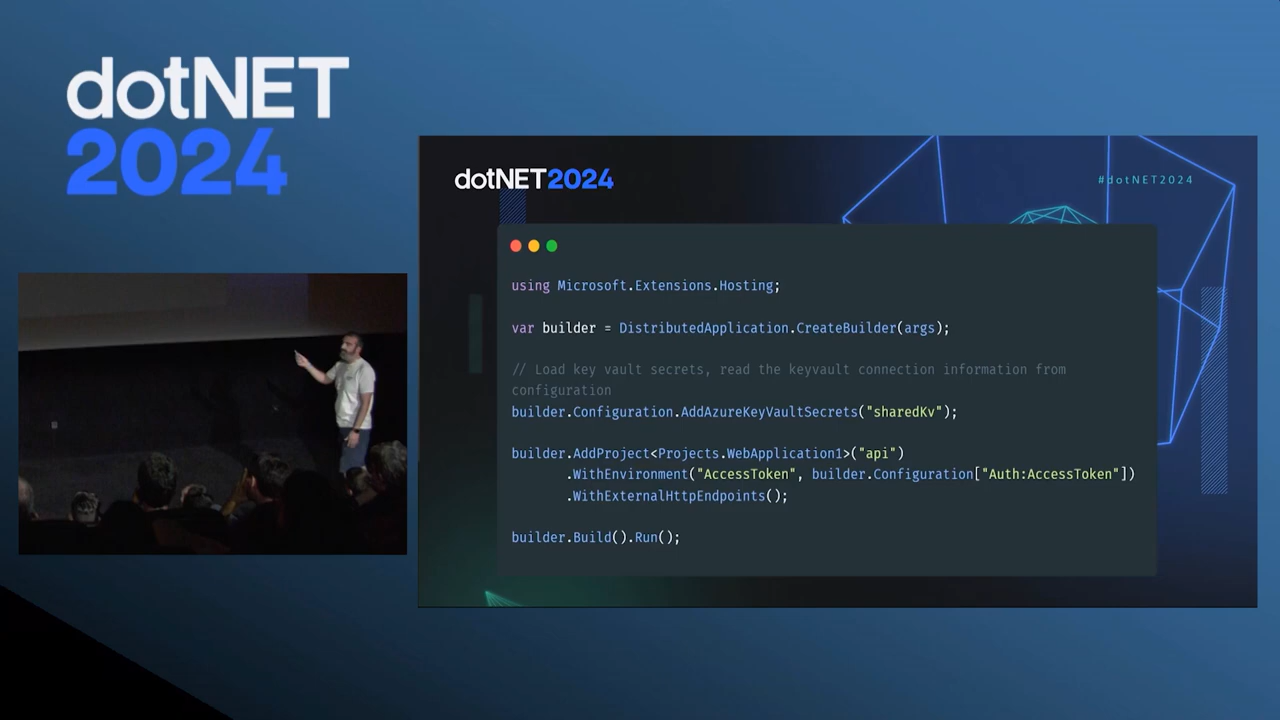 dotNET
2024
dotNET2024
#dotNET2024
using Microsoft.Extensions.Hosting;
var builder = DistributedApplication.CreateBuilder(args);
// Load key vault secrets, read the keyvault connection information from
configuration
builder.Configuration.AddAzureKeyVaultSecrets("sharedKv");
builder.AddProject<Projects.WebApplication1>("api")
.WithEnvironment("AccessToken", builder.Configuration["Auth:AccessToken"])
.WithExternalHttpEndpoints();
builder.Build().Run();